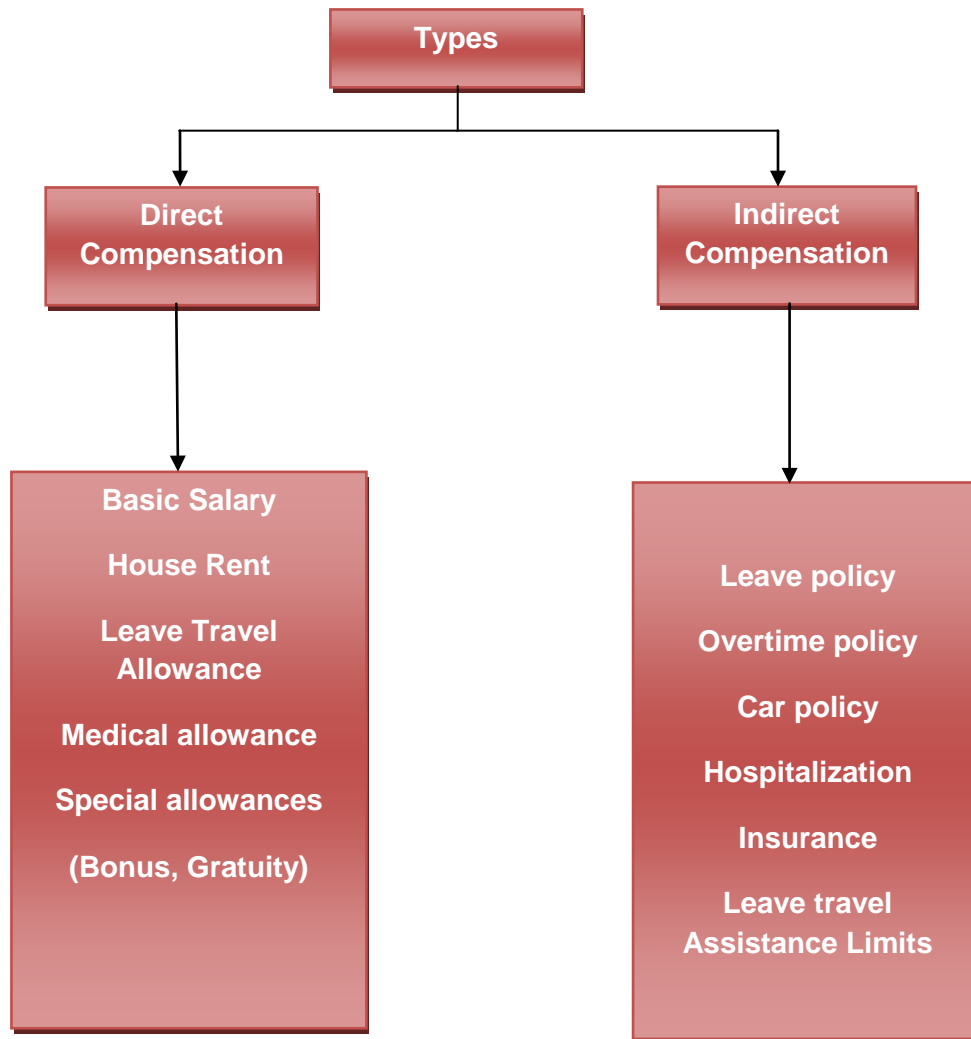 Types
Direct
Compensation
Indirect
Compensation
Basic Salary
House Rent
Leave Travel
Allowance
Medical allowance
Special allowances
(Bonus, Gratuity)
Leave policy
Overtime policy
Car policy
Hospitalization
Insurance
Leave travel
Assistance Limits